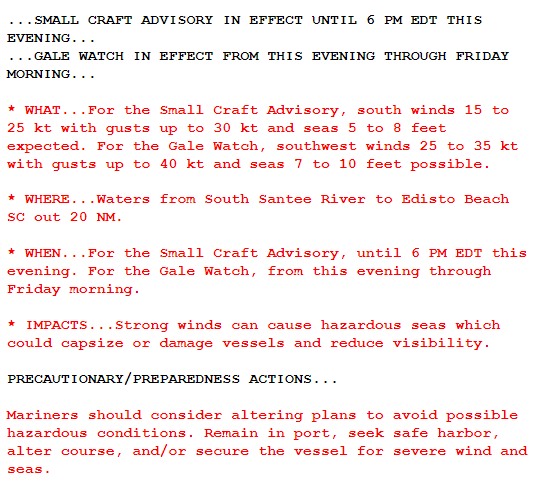 ...SMALL CRAFT ADVISORY IN EFFECT UNTIL 6 PM EDT THIS
EVENING...
...GALE WATCH IN EFFECT FROM THIS EVENING THROUGH FRIDAY
MORNING...
* WHAT...For the Small Craft Advisory, south winds 15 to
25 kt with gusts up to 30 kt and seas 5 to 8 feet
expected. For the Gale Watch, southwest winds 25 to 35 kt
with gusts up to 40 kt and seas 7 to 10 feet possible.
* WHERE...Waters from South Santee River to Edisto Beach
SC out 20 NM.
* WHEN...For the Small Craft Advisory, until 6 PM EDT this
evening. For the Gale Watch, from this evening through
Friday morning.
* IMPACTS...Strong winds can cause hazardous seas which
could capsize or damage vessels and reduce visibility.
PRECAUTIONARY/PREPAREDNESS ACTIONS...
Mariners should consider altering plans to avoid possible
hazardous conditions. Remain in port, seek safe harbor,
alter course, and/or secure the vessel for severe wind and
seas.